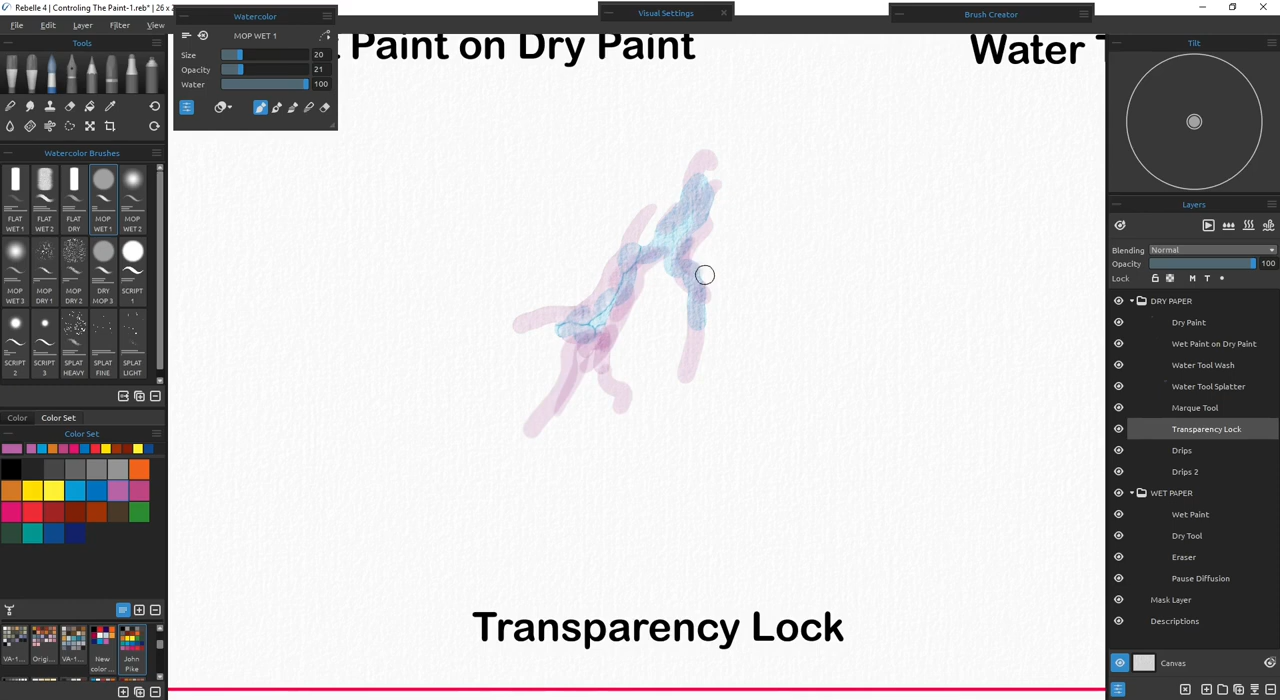 Rebelle 4 | Controling The Paint-1.reb* | 26 x 2
File Edit Layer Filter View
Watercolor
MOP WET 1
Size 20
Opacity 21
Water 100
Visual Settings
Brush Creator
Paint on Dry Paint
Water
Tools
Watercolor Brushes
FLAT WET 1
FLAT WET 2
FLAT DRY
MOP WET 1
MOP WET 2
MOP WET 3
MOP DRY 1
MOP DRY 2
DRY MOP 3
SCRIPT 1
SCRIPT 2
SCRIPT 3
SPLAT HEAVY
SPLAT FINE
SPLAT LIGHT
Color Color Set
Color Set
VA-1...
Origi...
VA-1...
New color...
John Pike
Transparency Lock
Tilt
Layers
Blending Normal
Opacity 100
Lock M T
DRY PAPER
Dry Paint
Wet Paint on Dry Paint
Water Tool Wash
Water Tool Splatter
Marque Tool
Transparency Lock
Drips
Drips 2
WET PAPER
Wet Paint
Dry Tool
Eraser
Pause Diffusion
Mask Layer
Descriptions
Canvas